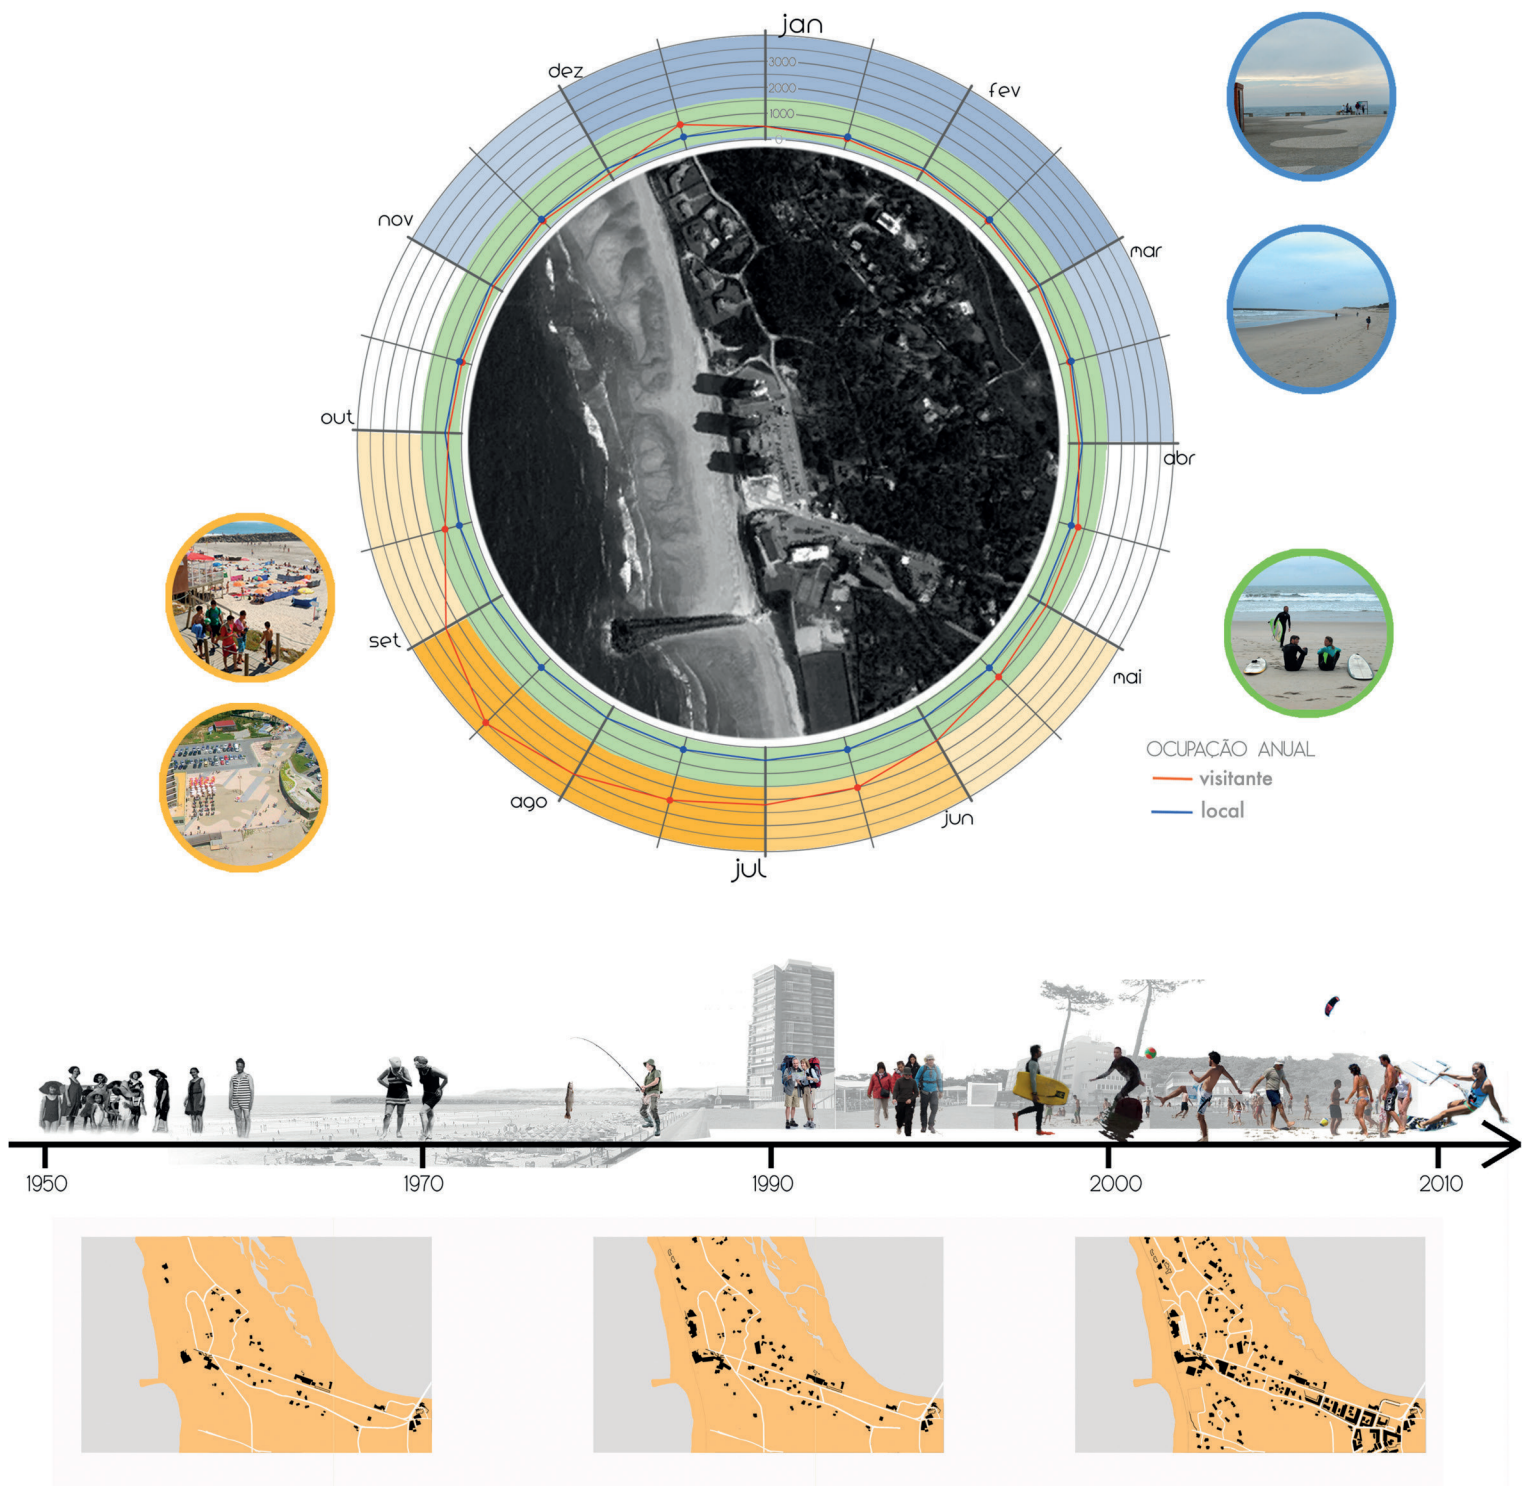 jan
fev
mar
abr
mai
jun
jul
ago
set
out
nov
dez
3000
2000
1000
0
OCUPAÇÃO ANUAL
visitante
local
1950
1970
1990
2000
2010